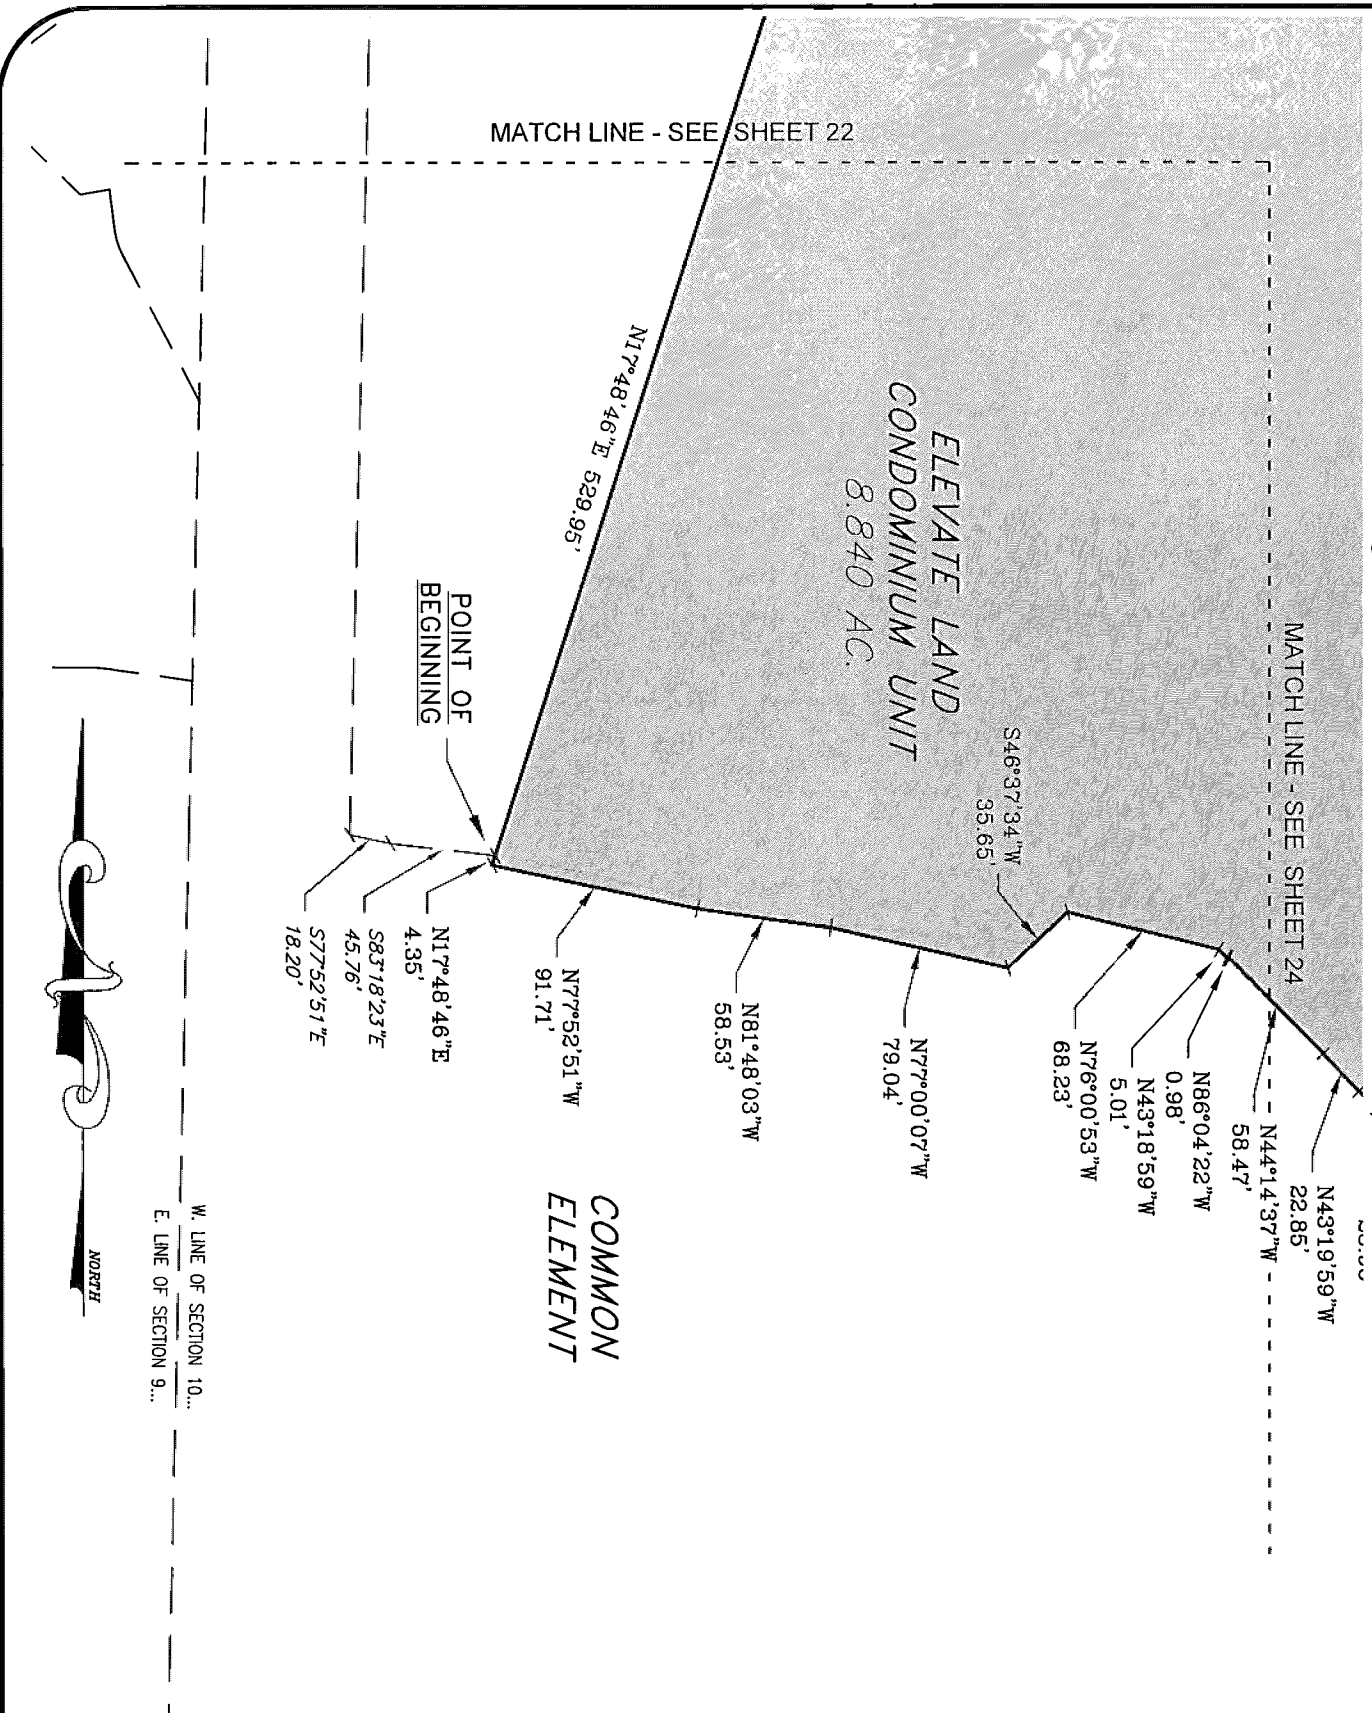 MATCH LINE - SEE SHEET 22
MATCH LINE - SEE SHEET 24
N17°48'46"E 529.95'
ELEVATE LAND
CONDOMINIUM UNIT
8.840 AC.
POINT OF
BEGINNING
S46°37'34"W
35.65'
N43°19'59"W
22.85'
N44°14'37"W
58.47'
N86°04'22"W
0.98'
N43°18'59"W
5.01'
N76°00'53"W
68.23'
N77°00'07"W
79.04'
N81°48'03"W
58.53'
N77°52'51"W
91.71'
N17°48'46"E
4.35'
S83°18'23"E
45.76'
S77°52'51"E
18.20'
COMMON
ELEMENT
W. LINE OF SECTION 10...
E. LINE OF SECTION 9...
NORTH